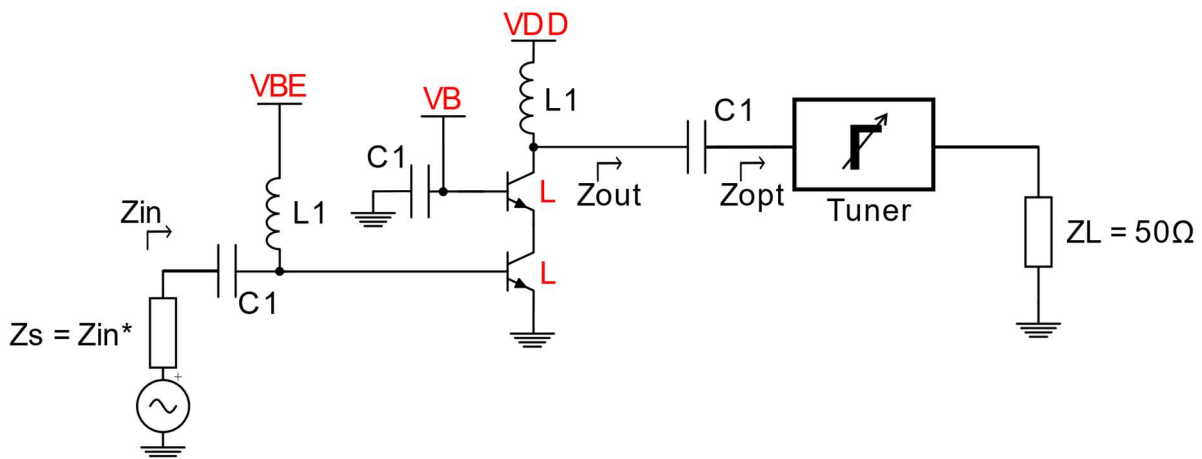 VDD
VBE
VB
L1
C1
C1
L1
L
Zout
Zopt
Tuner
Zin
L
ZL = 50Ω
C1
Zs = Zin*
+